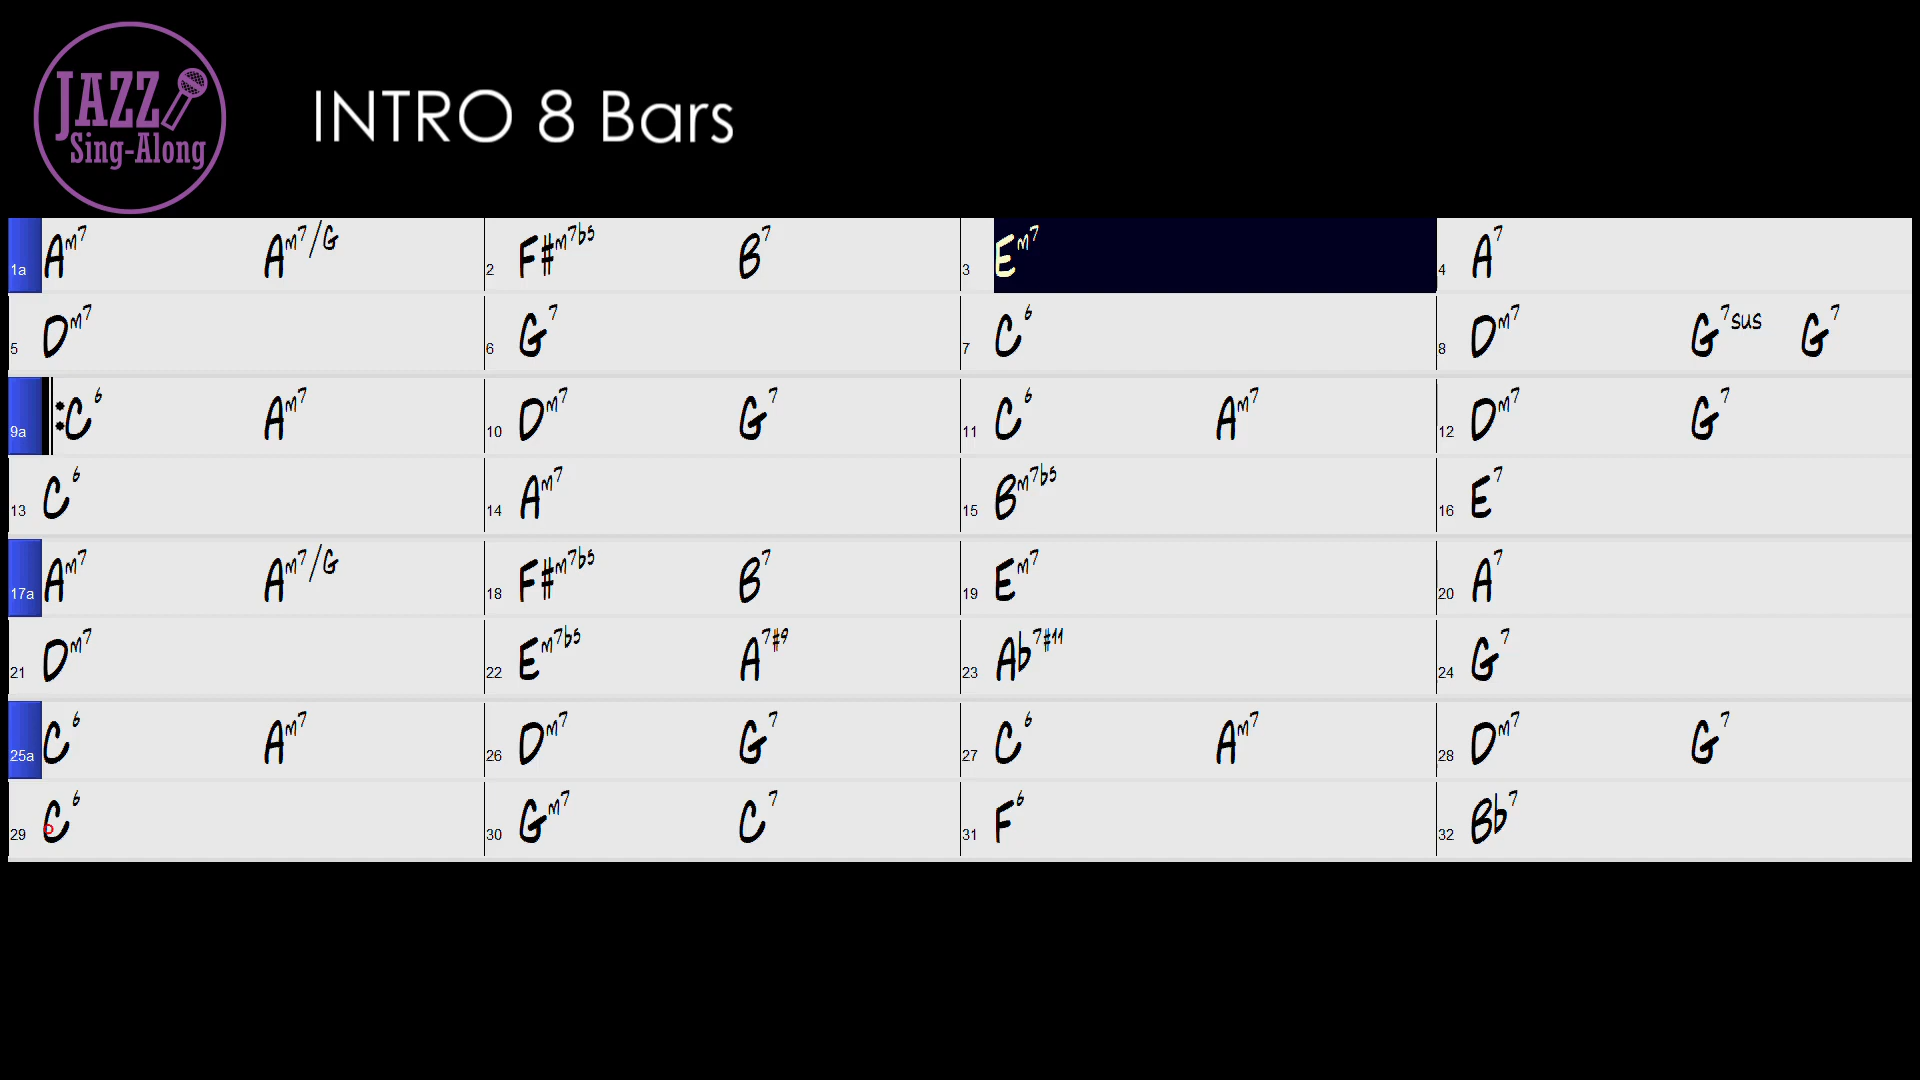 JAZZ
Sing-Along
INTRO 8 Bars
1a Am7 Am7/G 2 F#m7b5 B7 3 Em7 4 A7
5 Dm7 6 G7 7 C6 8 Dm7 G7sus G7
9a C6 Am7 10 Dm7 G7 11 C6 Am7 12 Dm7 G7
13 C6 14 Am7 15 Bm7b5 16 E7
17a Am7 Am7/G 18 F#m7b5 B7 19 Em7 20 A7
21 Dm7 22 Em7b5 A7#9 23 Ab7#11 24 G7
25a C6 Am7 26 Dm7 G7 27 C6 Am7 28 Dm7 G7
29 C6 30 Gm7 C7 31 F6 32 Bb7